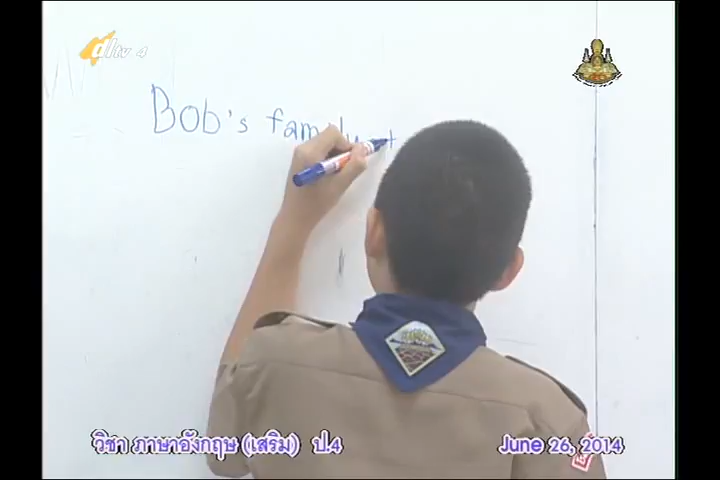 dltv 4
Bob's family t
วิชา ภาษาอังกฤษ (เสริม) ป.4
June 26, 2014